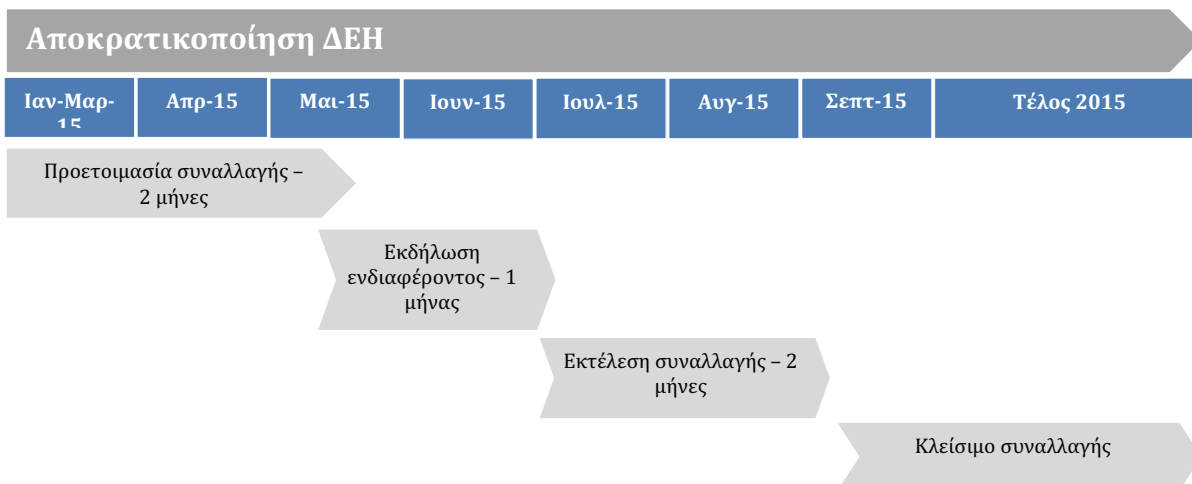 Αποκρατικοποίηση ΔΕΗ
Ιαν-Μαρ-
15
Απρ-15
Μαι-15
Ιουν-15
Ιουλ-15
Αυγ-15
Σεπτ-15
Τέλος 2015
Προετοιμασία συναλλαγής –
2 μήνες
Εκδήλωση
ενδιαφέροντος – 1
μήνας
Εκτέλεση συναλλαγής – 2
μήνες
Κλείσιμο συναλλαγής